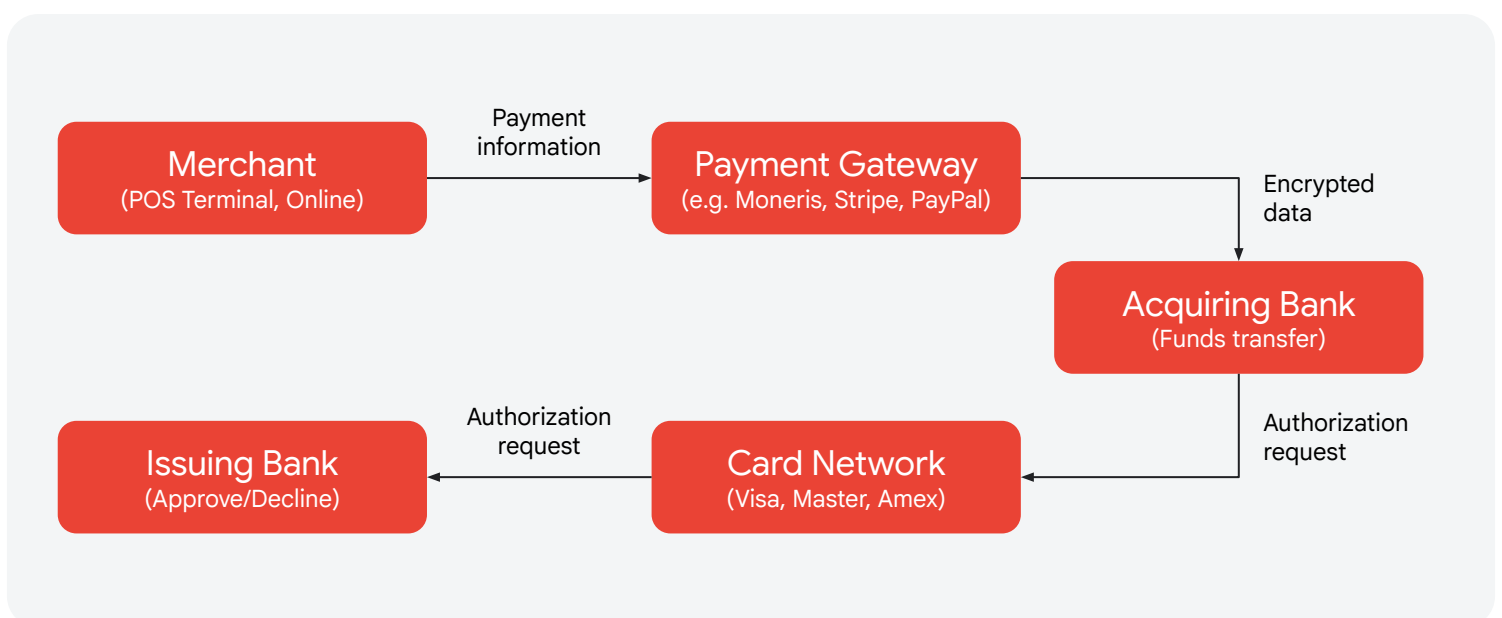 Payment
information
Merchant
(POS Terminal, Online)
Payment Gateway
(e.g. Moneris, Stripe, PayPal)
Encrypted
data
Acquiring Bank
(Funds transfer)
Authorization
request
Card Network
(Visa, Master, Amex)
Authorization
request
Issuing Bank
(Approve/Decline)